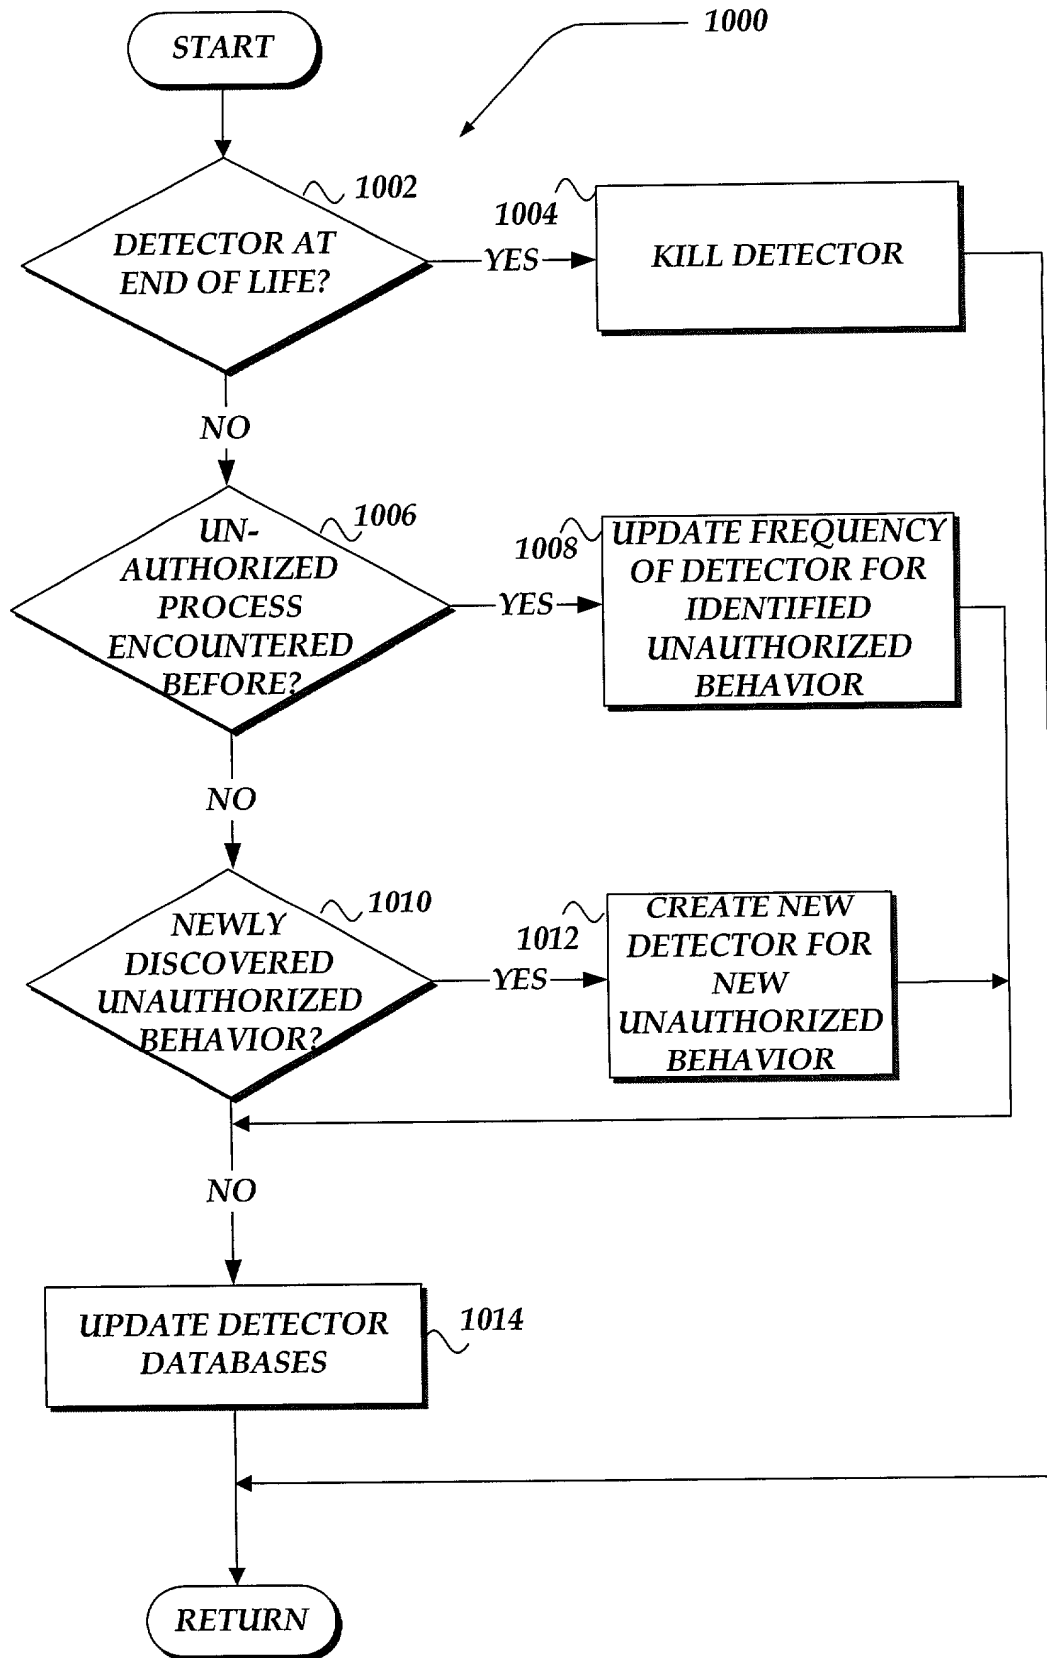 START
1000
1002
DETECTOR AT
END OF LIFE?
YES
1004
KILL DETECTOR
NO
1006
UN-
AUTHORIZED
PROCESS
ENCOUNTERED
BEFORE?
YES
1008
UPDATE FREQUENCY
OF DETECTOR FOR
IDENTIFIED
UNAUTHORIZED
BEHAVIOR
NO
1010
NEWLY
DISCOVERED
UNAUTHORIZED
BEHAVIOR?
YES
1012
CREATE NEW
DETECTOR FOR
NEW
UNAUTHORIZED
BEHAVIOR
NO
UPDATE DETECTOR
DATABASES
1014
RETURN